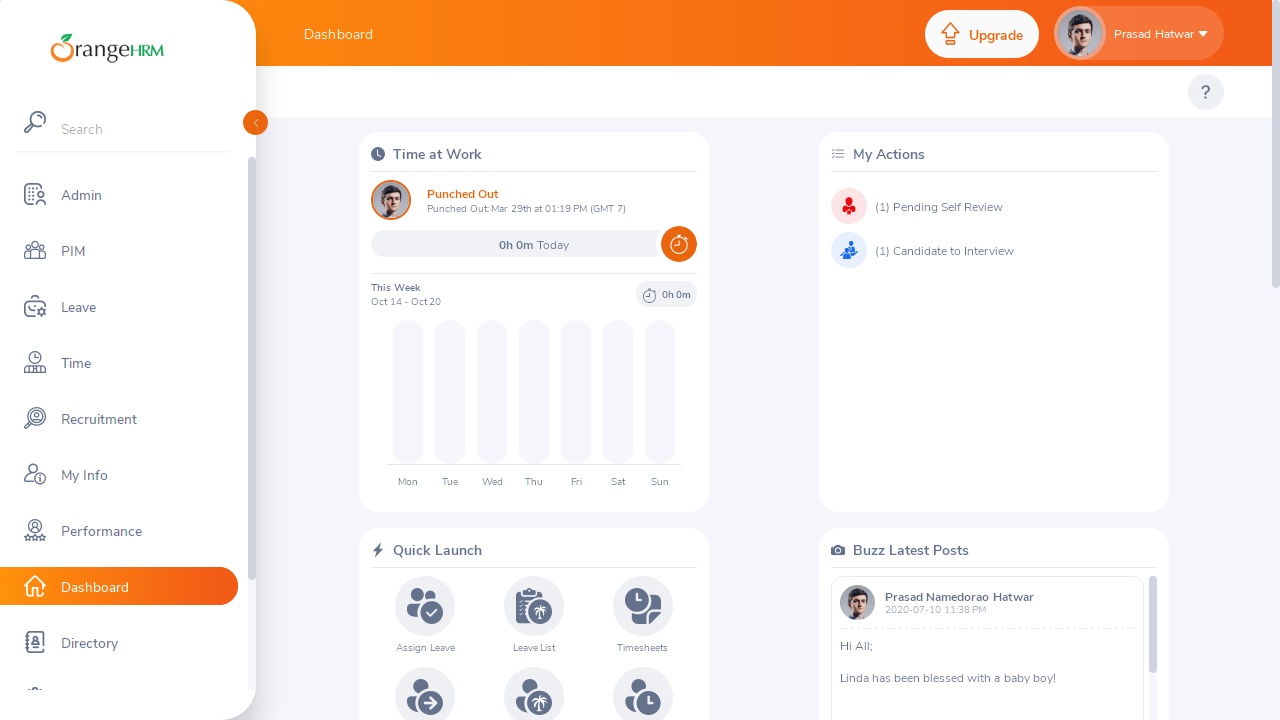 OrangeHRM
Search
Admin
PIM
Leave
Time
Recruitment
My Info
Performance
Dashboard
Directory
Dashboard
Upgrade
Prasad Hatwar
?
Time at Work
Punched Out
Punched Out: Mar 29th at 01:19 PM (GMT 7)
0h 0m Today
This Week
Oct 14 - Oct 20
0h 0m
Mon Tue Wed Thu Fri Sat Sun
My Actions
(1) Pending Self Review
(1) Candidate to Interview
Quick Launch
Assign Leave Leave List Timesheets
Buzz Latest Posts
Prasad Namedorao Hatwar
2020-07-10 11:38 PM
Hi All;
Linda has been blessed with a baby boy!